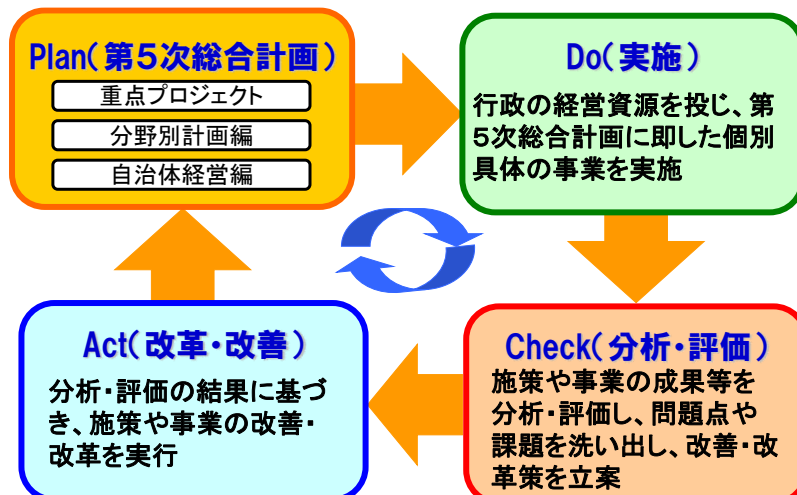 Plan(第５次総合計画)
重点プロジェクト
分野別計画編
自治体経営編
Do(実施)
行政の経営資源を投じ、第
５次総合計画に即した個別
具体の事業を実施
Act(改革・改善)
分析・評価の結果に基づ
き、施策や事業の改善・
改革を実行
Check(分析・評価)
施策や事業の成果等を
分析・評価し、問題点や
課題を洗い出し、改善・改
革策を立案